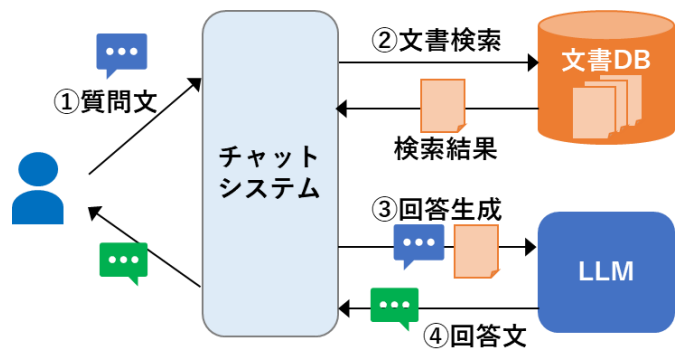 ①質問文
チャット
システム
②文書検索
文書DB
検索結果
③回答生成
LLM
④回答文